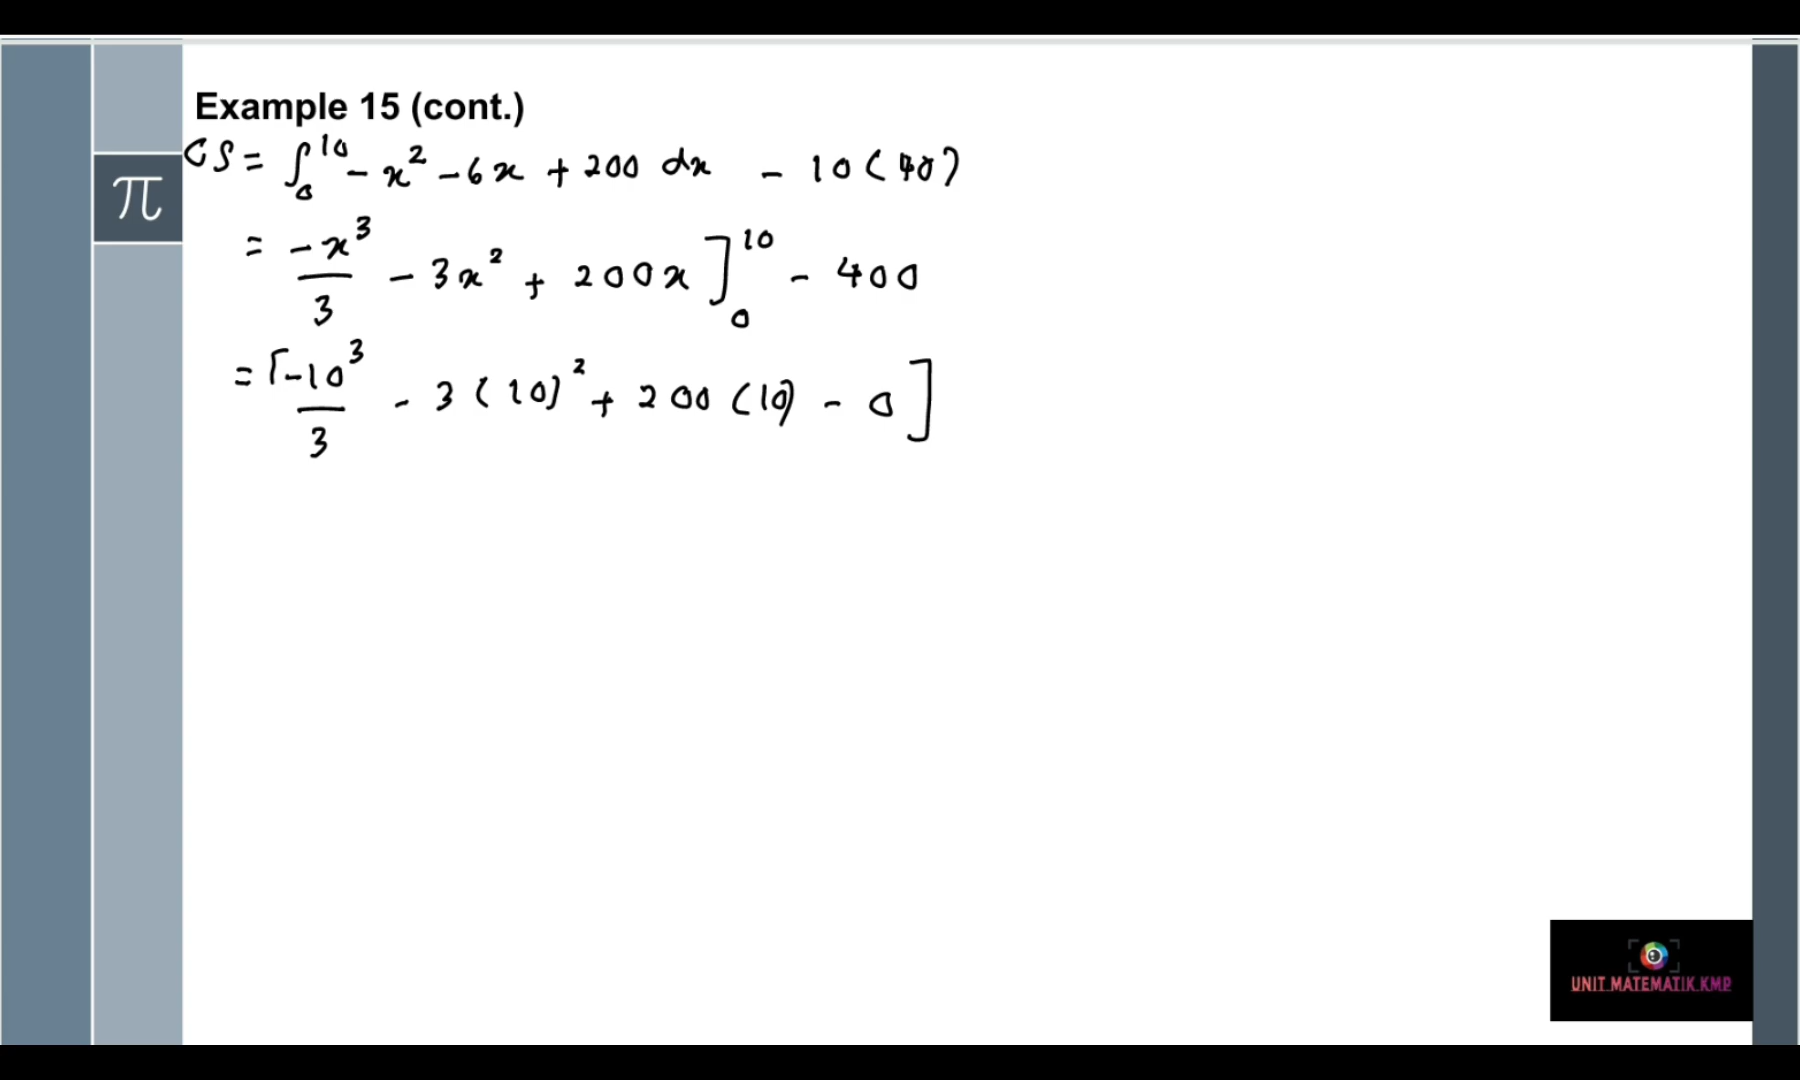 Example 15 (cont.)
CS = ∫₀¹⁰ - x² - 6x + 200 dx - 10(40)
= -x³/3 - 3x² + 200x]₀¹⁰ - 400
= [-10³/3 - 3(10)² + 200(10) - 0]
π
UNIT MATEMATIK KMP